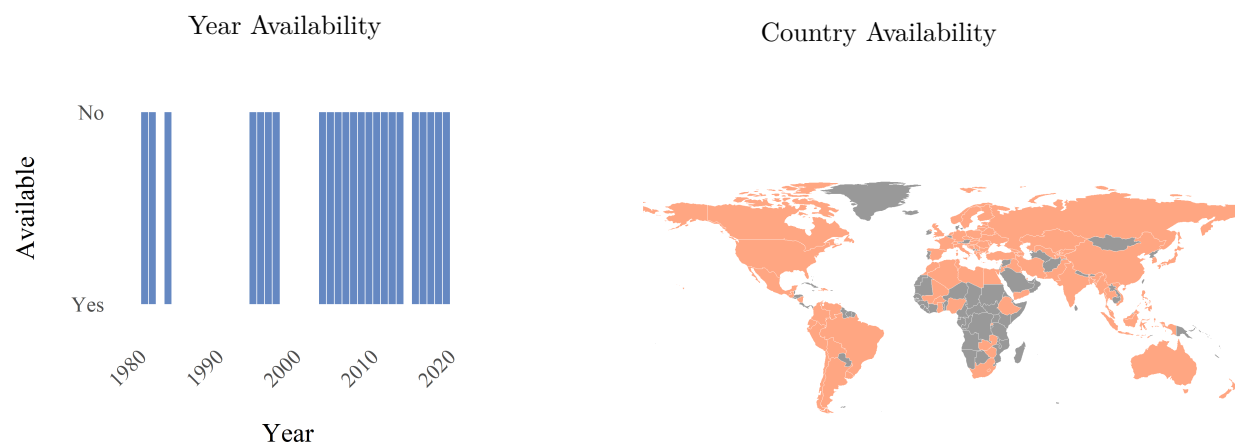 Year Availability
Country Availability
No
Available
Yes
1980
1990
2000
2010
2020
Year